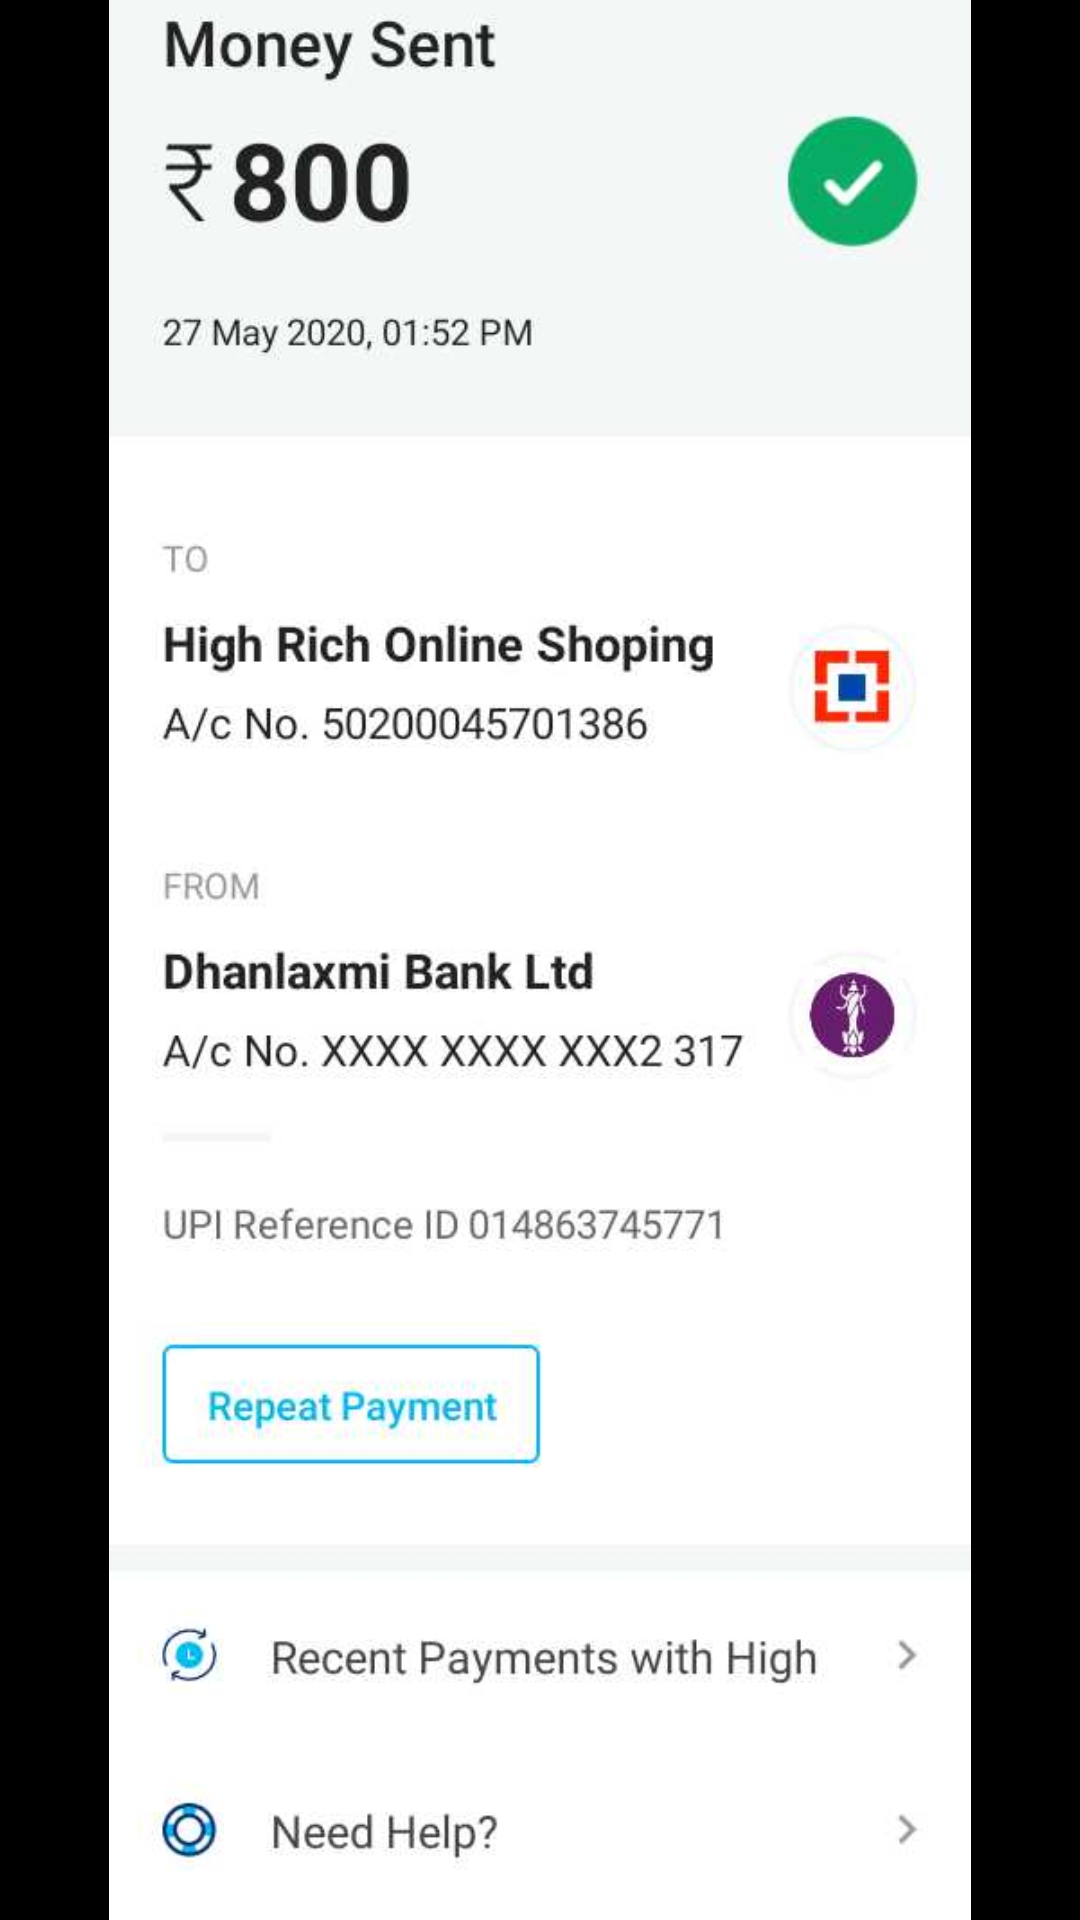 Money Sent
₹800
27 May 2020, 01:52 PM
TO
High Rich Online Shoping
A/c No. 50200045701386
FROM
Dhanlaxmi Bank Ltd
A/c No. XXXX XXXX XXX2 317
UPI Reference ID 014863745771
Repeat Payment
Recent Payments with High
Need Help?